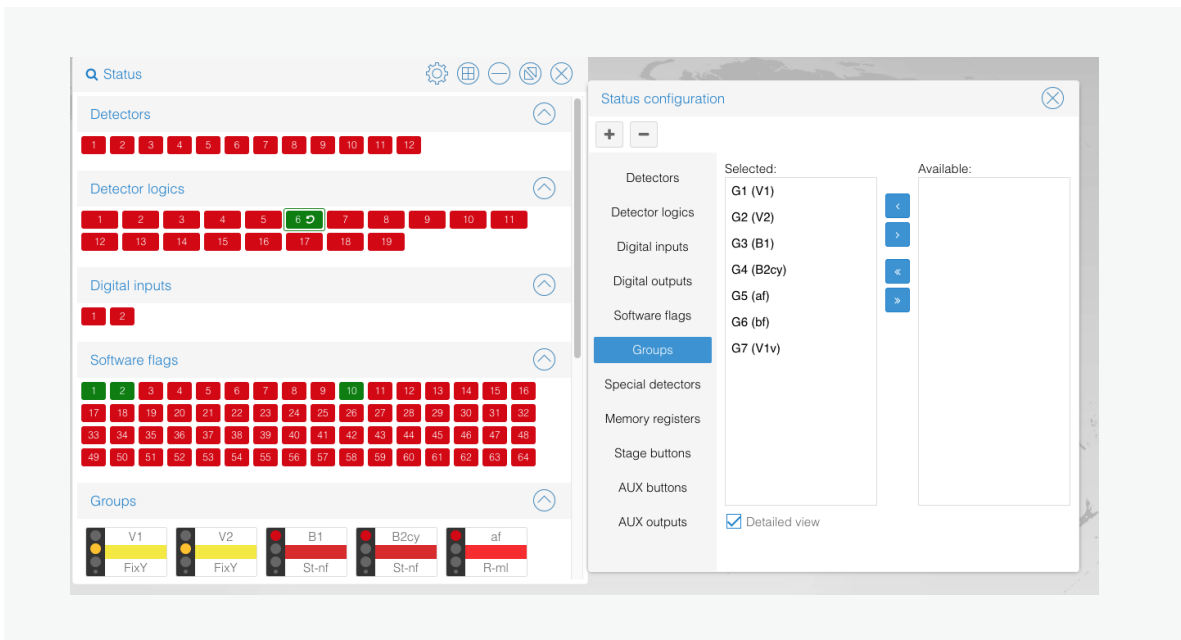 Status
Detectors
1 2 3 4 5 6 7 8 9 10 11 12
Detector logics
1 2 3 4 5 6 7 8 9 10 11
12 13 14 15 16 17 18 19
Digital inputs
1 2
Software flags
1 2 3 4 5 6 7 8 9 10 11 12 13 14 15 16
17 18 19 20 21 22 23 24 25 26 27 28 29 30 31 32
33 34 35 36 37 38 39 40 41 42 43 44 45 46 47 48
49 50 51 52 53 54 55 56 57 58 59 60 61 62 63 64
Groups
V1 V2 B1 B2cy af
FixY FixY St-nf St-nf R-ml
Status configuration
+ −
Detectors
Detector logics
Digital inputs
Digital outputs
Software flags
Groups
Special detectors
Memory registers
Stage buttons
AUX buttons
AUX outputs
Selected:
G1 (V1)
G2 (V2)
G3 (B1)
G4 (B2cy)
G5 (af)
G6 (bf)
G7 (V1v)
‹
›
«
»
Available:
Detailed view